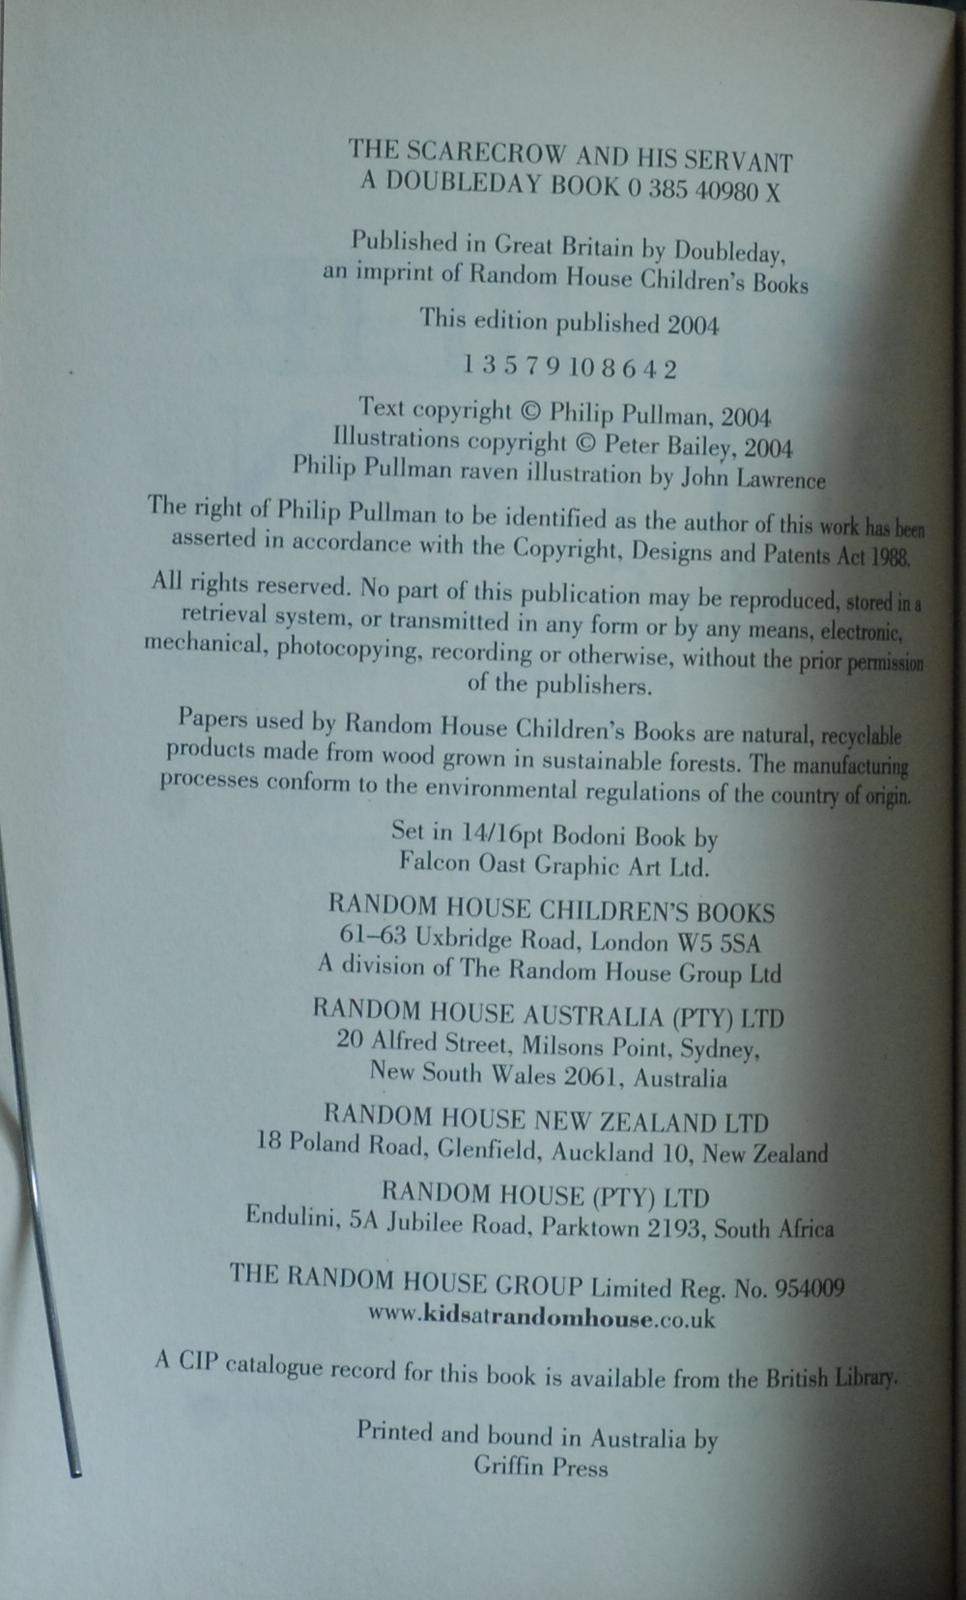 THE SCARECROW AND HIS SERVANT
A DOUBLEDAY BOOK 0 385 40980 X
Published in Great Britain by Doubleday,
an imprint of Random House Children's Books
This edition published 2004
1 3 5 7 9 10 8 6 4 2
Text copyright © Philip Pullman, 2004
Illustrations copyright © Peter Bailey, 2004
Philip Pullman raven illustration by John Lawrence
The right of Philip Pullman to be identified as the author of this work has been
asserted in accordance with the Copyright, Designs and Patents Act 1988.
All rights reserved. No part of this publication may be reproduced, stored in a
retrieval system, or transmitted in any form or by any means, electronic,
mechanical, photocopying, recording or otherwise, without the prior permission
of the publishers.
Papers used by Random House Children's Books are natural, recyclable
products made from wood grown in sustainable forests. The manufacturing
processes conform to the environmental regulations of the country of origin.
Set in 14/16pt Bodoni Book by
Falcon Oast Graphic Art Ltd.
RANDOM HOUSE CHILDREN'S BOOKS
61–63 Uxbridge Road, London W5 5SA
A division of The Random House Group Ltd
RANDOM HOUSE AUSTRALIA (PTY) LTD
20 Alfred Street, Milsons Point, Sydney,
New South Wales 2061, Australia
RANDOM HOUSE NEW ZEALAND LTD
18 Poland Road, Glenfield, Auckland 10, New Zealand
RANDOM HOUSE (PTY) LTD
Endulini, 5A Jubilee Road, Parktown 2193, South Africa
THE RANDOM HOUSE GROUP Limited Reg. No. 954009
www.kidsatrandomhouse.co.uk
A CIP catalogue record for this book is available from the British Library.
Printed and bound in Australia by
Griffin Press